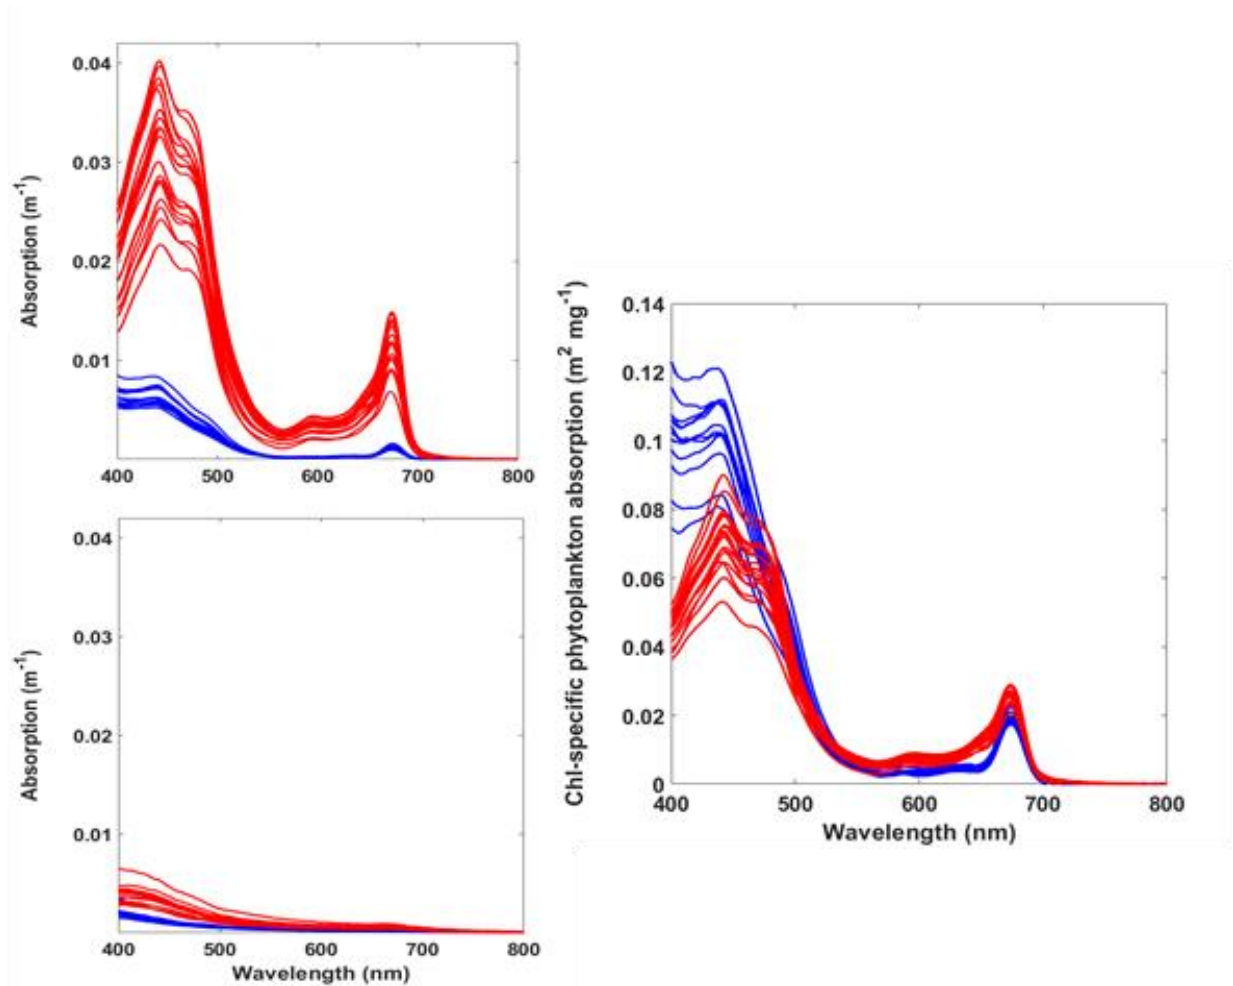 0.04
0.03
0.02
0.01
Absorption (m⁻¹)
400 500 600 700 800
0.04
0.03
0.02
0.01
Absorption (m⁻¹)
400 500 600 700 800
Wavelength (nm)
0.14
0.12
0.1
0.08
0.06
0.04
0.02
0
Chl-specific phytoplankton absorption (m² mg⁻¹)
400 500 600 700 800
Wavelength (nm)